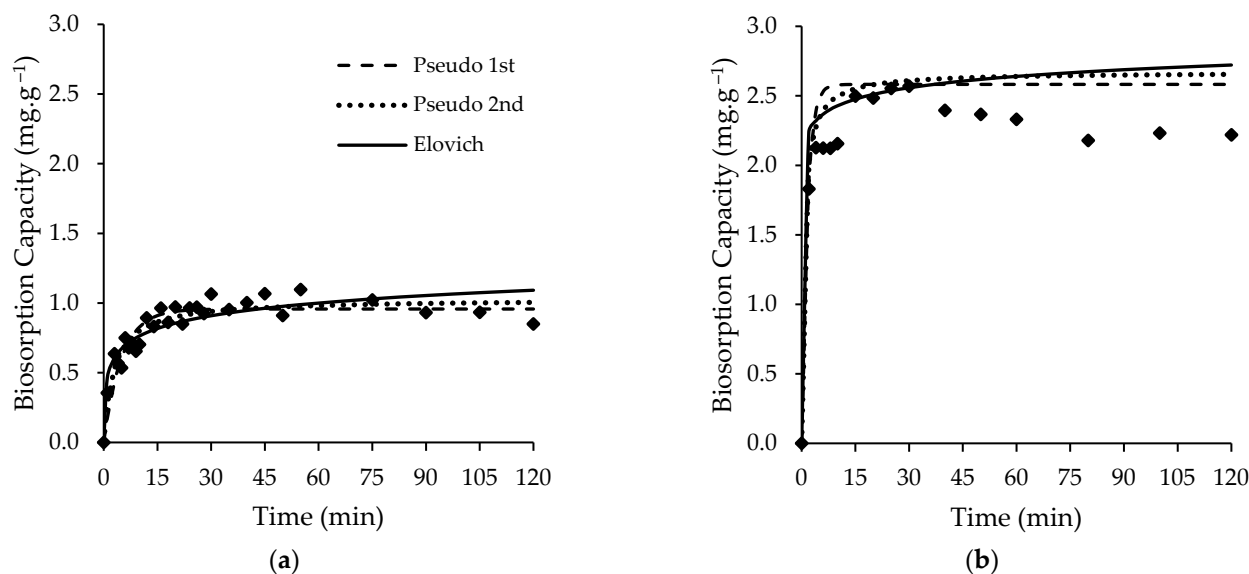 3.0
2.5
2.0
1.5
1.0
0.5
0.0
Biosorption Capacity (mg.g⁻¹)
Pseudo 1st
Pseudo 2nd
Elovich
0 15 30 45 60 75 90 105 120
Time (min)
(a)
3.0
2.5
2.0
1.5
1.0
0.5
0.0
Biosorption Capacity (mg.g⁻¹)
0 15 30 45 60 75 90 105 120
Time (min)
(b)